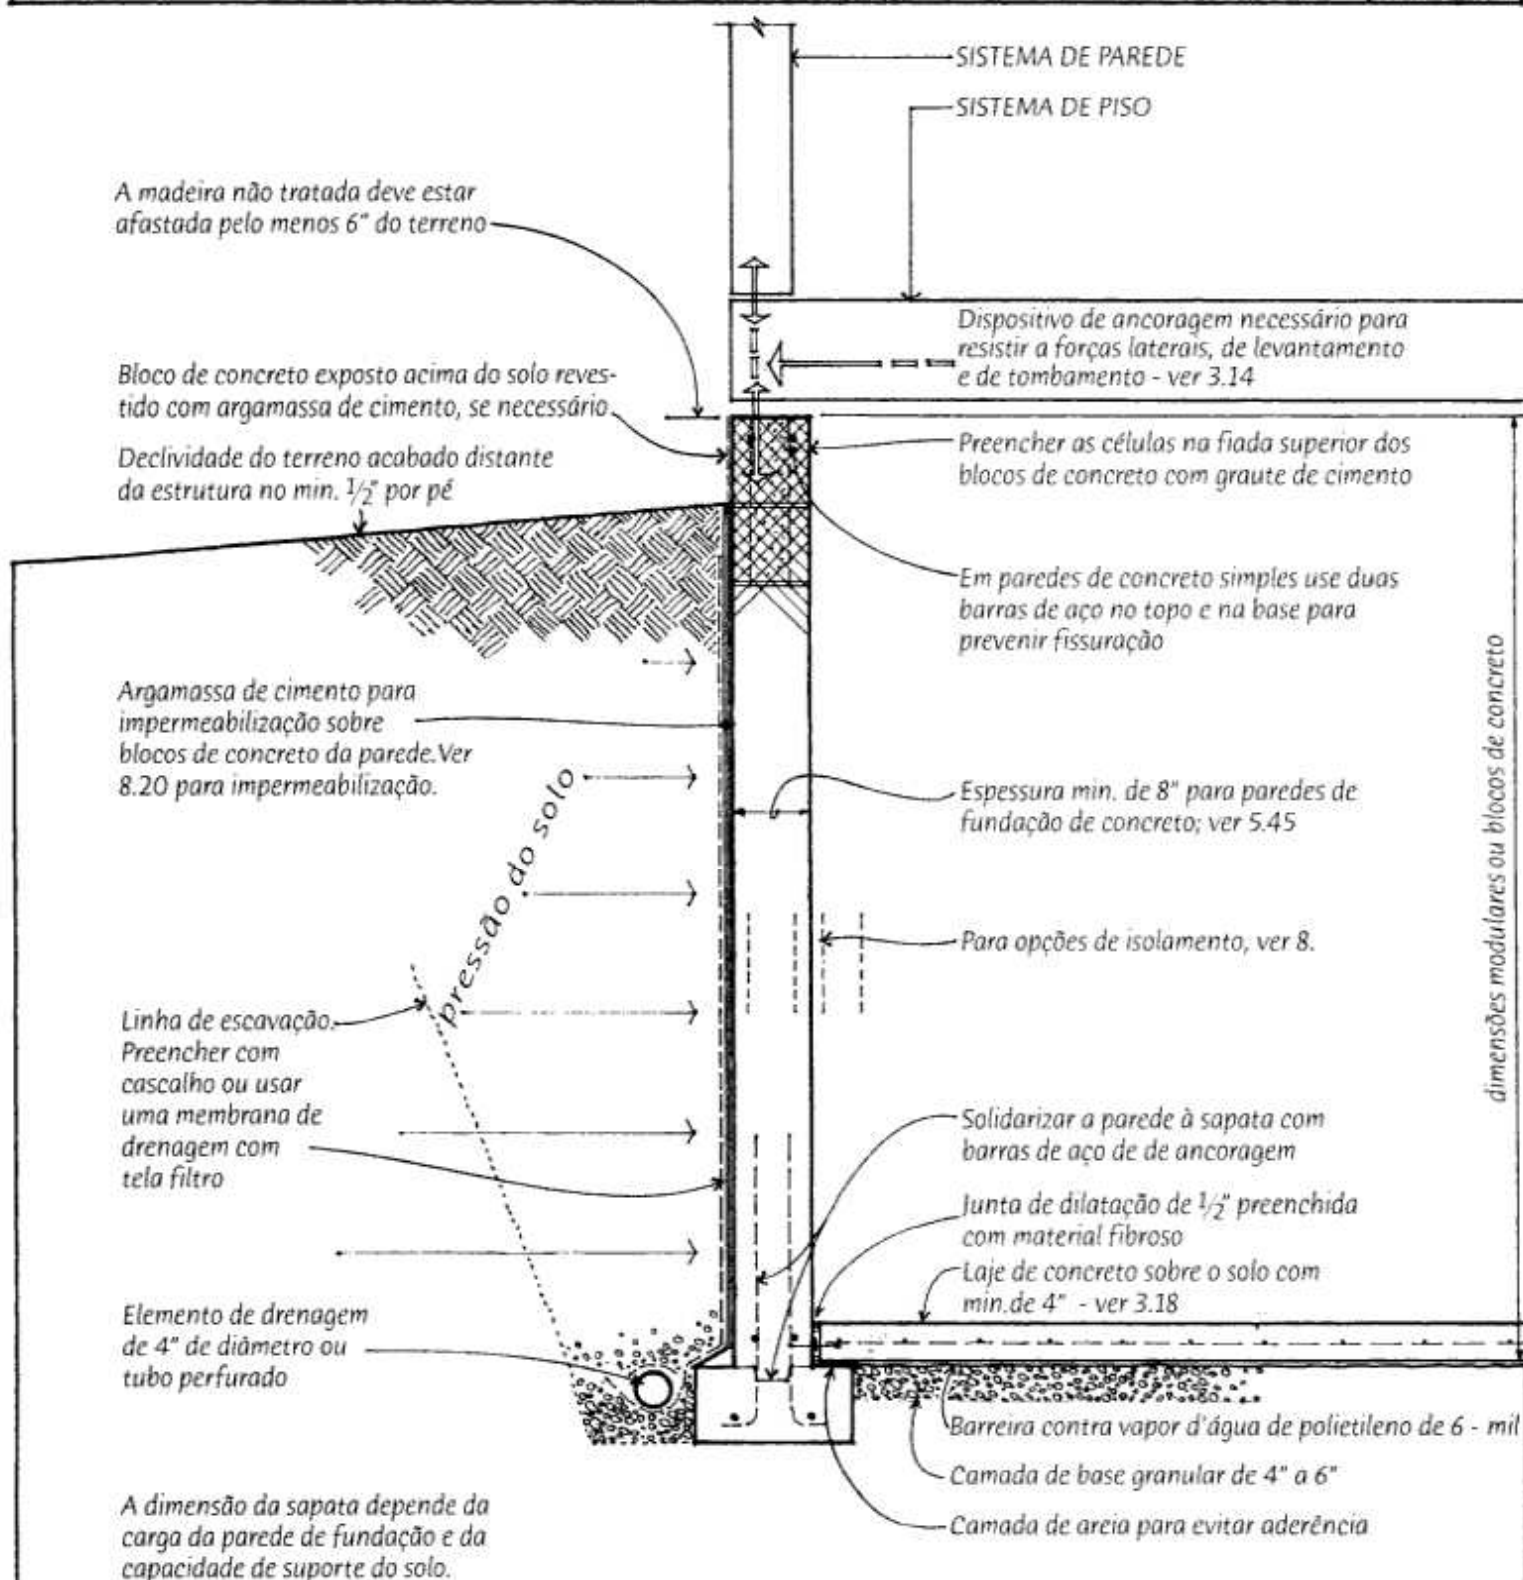 SISTEMA DE PAREDE
SISTEMA DE PISO
A madeira não tratada deve estar
afastada pelo menos 6" do terreno
Dispositivo de ancoragem necessário para
resistir a forças laterais, de levantamento
e de tombamento - ver 3.14
Bloco de concreto exposto acima do solo reves-
tido com argamassa de cimento, se necessário
Preencher as células na fiada superior dos
blocos de concreto com graute de cimento
Declividade do terreno acabado distante
da estrutura no min. 1/2" por pé
Em paredes de concreto simples use duas
barras de aço no topo e na base para
prevenir fissuração
Argamassa de cimento para
impermeabilização sobre
blocos de concreto da parede. Ver
8.20 para impermeabilização.
pressão do solo
Espessura min. de 8" para paredes de
fundação de concreto; ver 5.45
dimensões modulares ou blocos de concreto
Para opções de isolamento, ver 8.
Linha de escavação.
Preencher com
cascalho ou usar
uma membrana de
drenagem com
tela filtro
Solidarizar a parede à sapata com
barras de aço de de ancoragem
Junta de dilatação de 1/2" preenchida
com material fibroso
Laje de concreto sobre o solo com
min.de 4" - ver 3.18
Elemento de drenagem
de 4" de diâmetro ou
tubo perfurado
Barreira contra vapor d'água de polietileno de 6 - mil
Camada de base granular de 4" a 6"
Camada de areia para evitar aderência
A dimensão da sapata depende da
carga da parede de fundação e da
capacidade de suporte do solo.